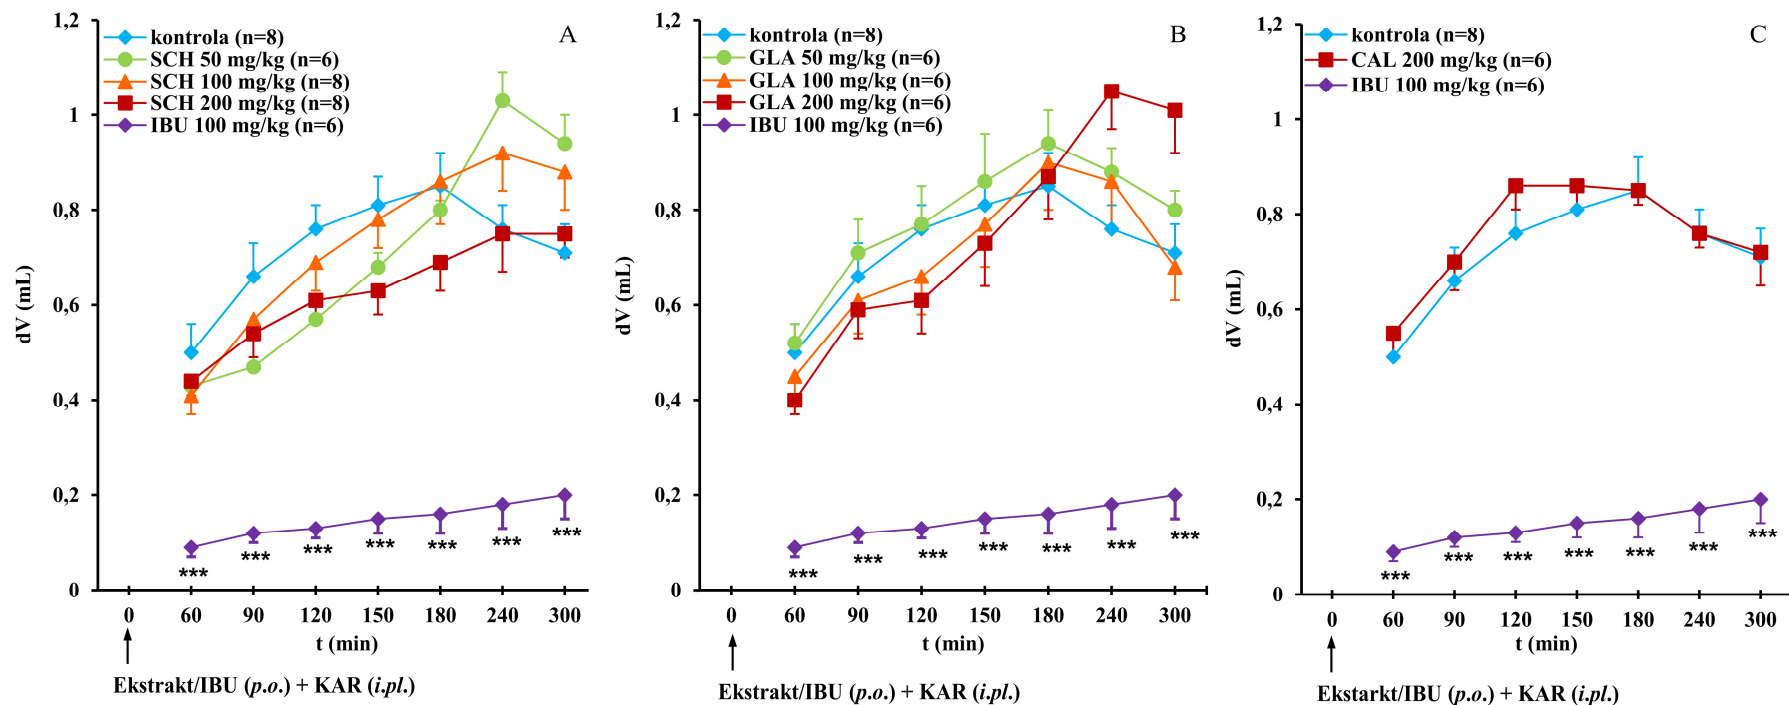 A
1,2
1
0,8
0,6
0,4
0,2
0
dV (mL)
kontrola (n=8)
SCH 50 mg/kg (n=6)
SCH 100 mg/kg (n=8)
SCH 200 mg/kg (n=8)
IBU 100 mg/kg (n=6)
*** *** *** *** *** *** ***
0 60 90 120 150 180 240 300
t (min)
Ekstrakt/IBU (p.o.) + KAR (i.pl.)
B
1,2
1
0,8
0,6
0,4
0,2
0
dV (mL)
kontrola (n=8)
GLA 50 mg/kg (n=6)
GLA 100 mg/kg (n=6)
GLA 200 mg/kg (n=6)
IBU 100 mg/kg (n=6)
*** *** *** *** *** *** ***
0 60 90 120 150 180 240 300
t (min)
Ekstrakt/IBU (p.o.) + KAR (i.pl.)
C
1,2
1
0,8
0,6
0,4
0,2
0
dV (mL)
kontrola (n=8)
CAL 200 mg/kg (n=6)
IBU 100 mg/kg (n=6)
*** *** *** *** *** *** ***
0 60 90 120 150 180 240 300
t (min)
Ekstarkt/IBU (p.o.) + KAR (i.pl.)